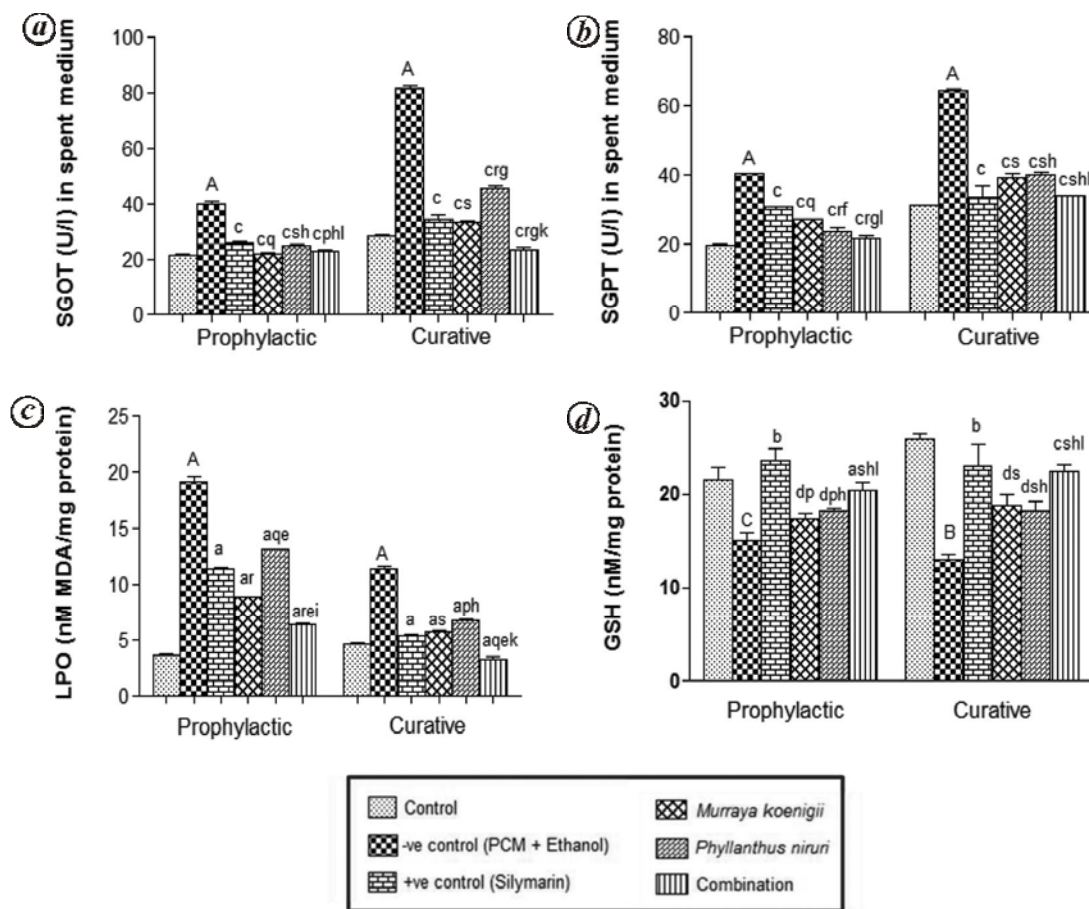 a
SGOT (U/l) in spent medium
100
80
60
40
20
0
A
c
cq
csh
cphl
A
c
cs
crg
crgk
Prophylactic
Curative
b
SGPT (U/l) in spent medium
80
60
40
20
0
A
c
cq
crf
crgl
A
c
cs
csh
cshl
Prophylactic
Curative
c
LPO (nM MDA/mg protein)
25
20
15
10
5
0
A
a
ar
aqe
arei
A
a
as
aph
aqek
Prophylactic
Curative
d
GSH (nM/mg protein)
30
20
10
0
C
b
dp
dph
ashl
B
b
ds
dsh
cshl
Prophylactic
Curative
Control
-ve control (PCM + Ethanol)
+ve control (Silymarin)
Murraya koenigii
Phyllanthus niruri
Combination